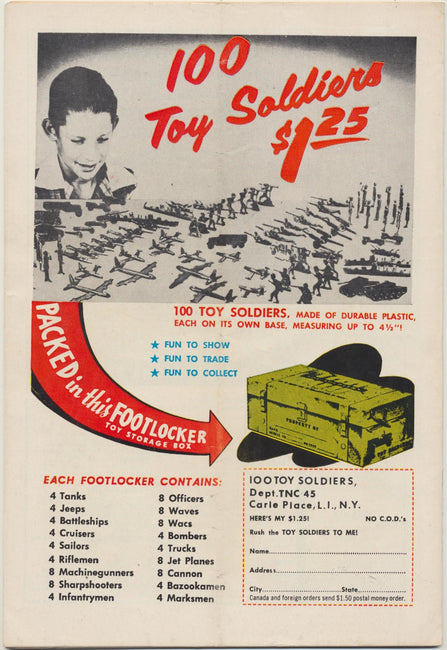 100
Toy Soldiers
$1.25
100 TOY SOLDIERS, MADE OF DURABLE PLASTIC,
EACH ON ITS OWN BASE, MEASURING UP TO 4½"!
★ FUN TO SHOW
★ FUN TO TRADE
★ FUN TO COLLECT
PACKED in this FOOTLOCKER
TOY STORAGE BOX
PROPERTY OF
EACH FOOTLOCKER CONTAINS:
4 Tanks
4 Jeeps
4 Battleships
4 Cruisers
4 Sailors
4 Riflemen
8 Machinegunners
8 Sharpshooters
4 Infantrymen
8 Officers
8 Waves
8 Wacs
4 Bombers
4 Trucks
8 Jet Planes
8 Cannon
4 Bazookamen
4 Marksmen
100 TOY SOLDIERS,
Dept. TNC 45
Carle Place, L.I., N.Y.
HERE'S MY $1.25! NO C.O.D.'s
Rush the TOY SOLDIERS TO ME!
Name
Address
City State
Canada and foreign orders send $1.50 postal money order.